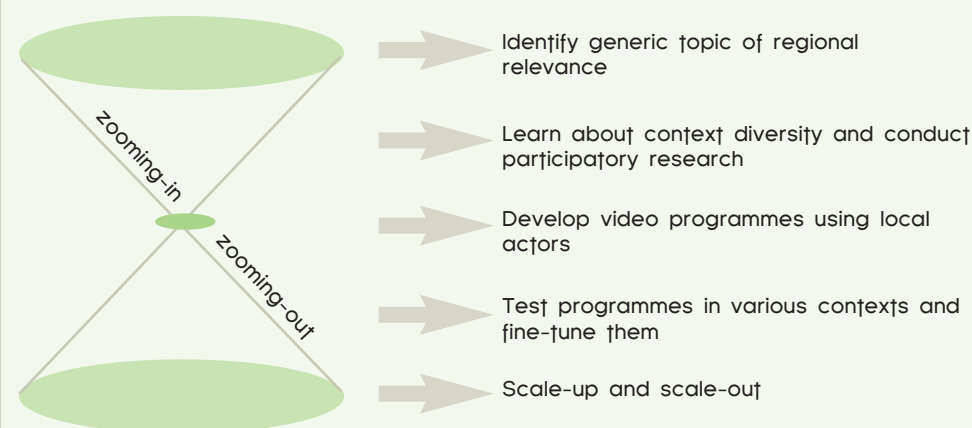 Identify generic topic of regional
relevance
zooming-in
Learn about context diversity and conduct
participatory research
Develop video programmes using local
actors
zooming-out
Test programmes in various contexts and
fine-tune them
Scale-up and scale-out